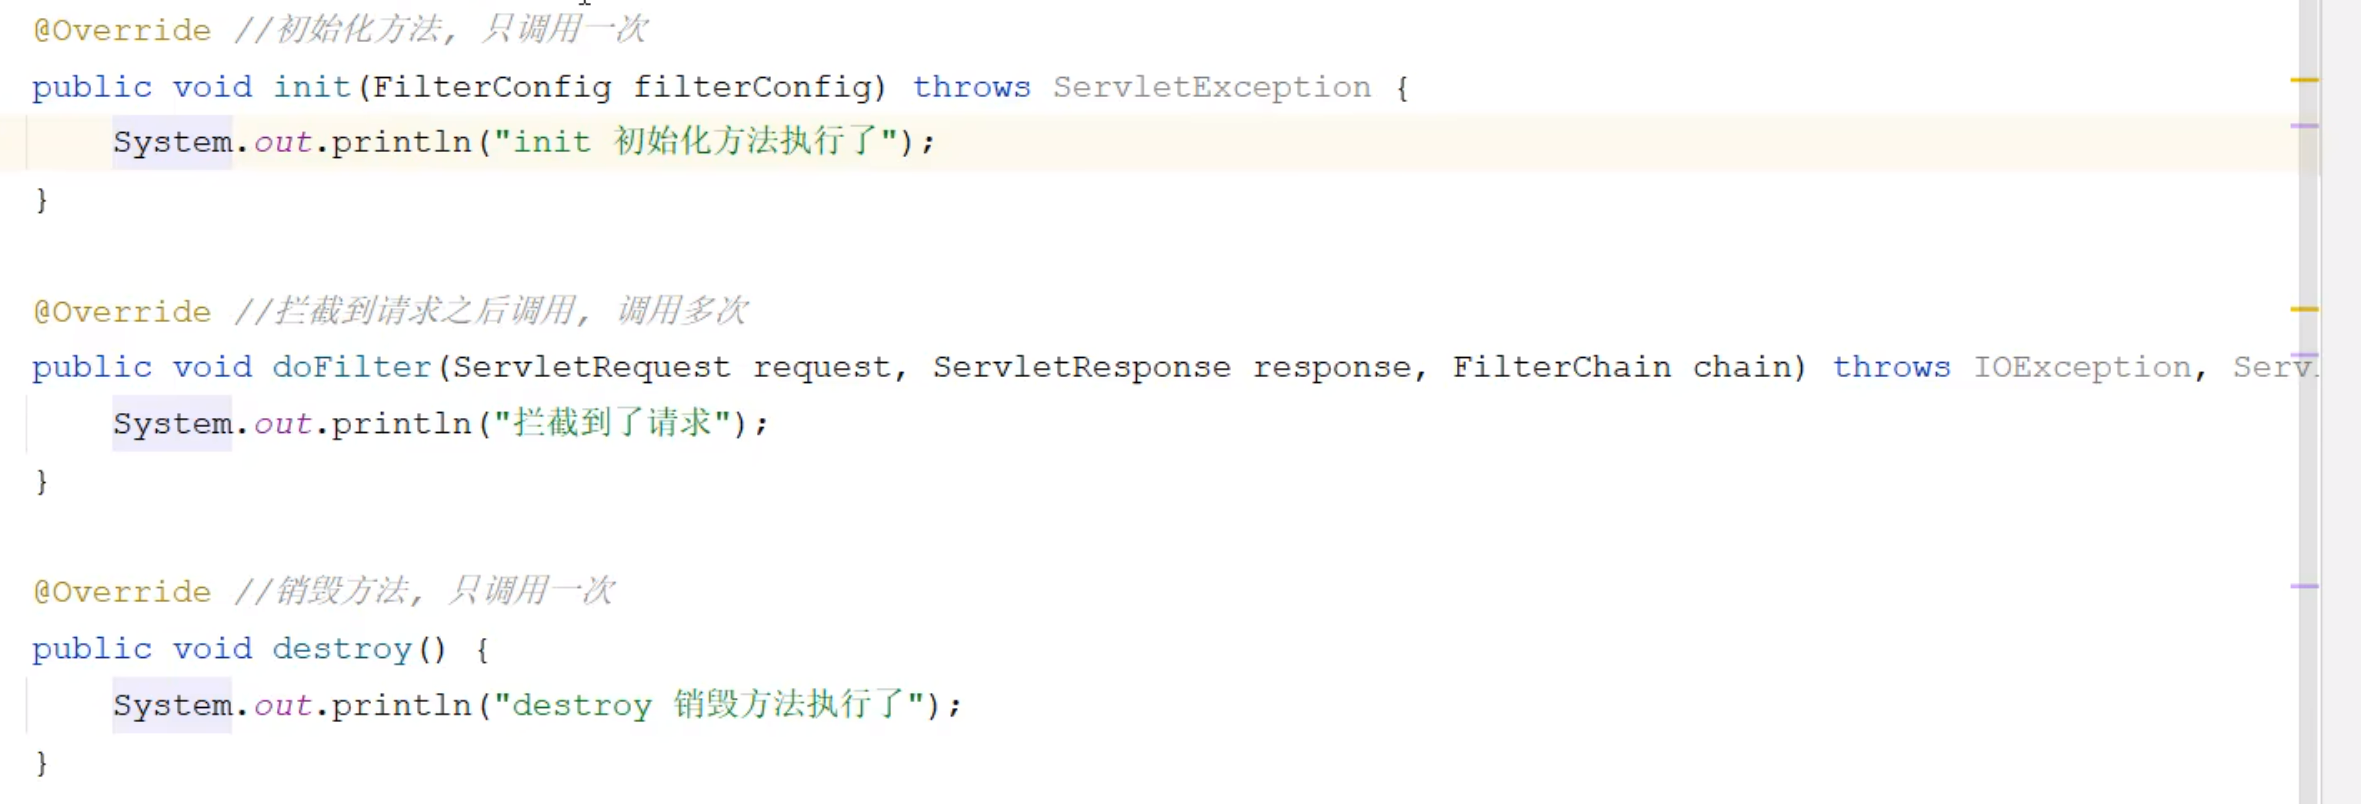 @Override //初始化方法, 只调用一次
public void init(FilterConfig filterConfig) throws ServletException {
    System.out.println("init 初始化方法执行了");
}
@Override //拦截到请求之后调用, 调用多次
public void doFilter(ServletRequest request, ServletResponse response, FilterChain chain) throws IOException, Serv
    System.out.println("拦截到了请求");
}
@Override //销毁方法, 只调用一次
public void destroy() {
    System.out.println("destroy 销毁方法执行了");
}